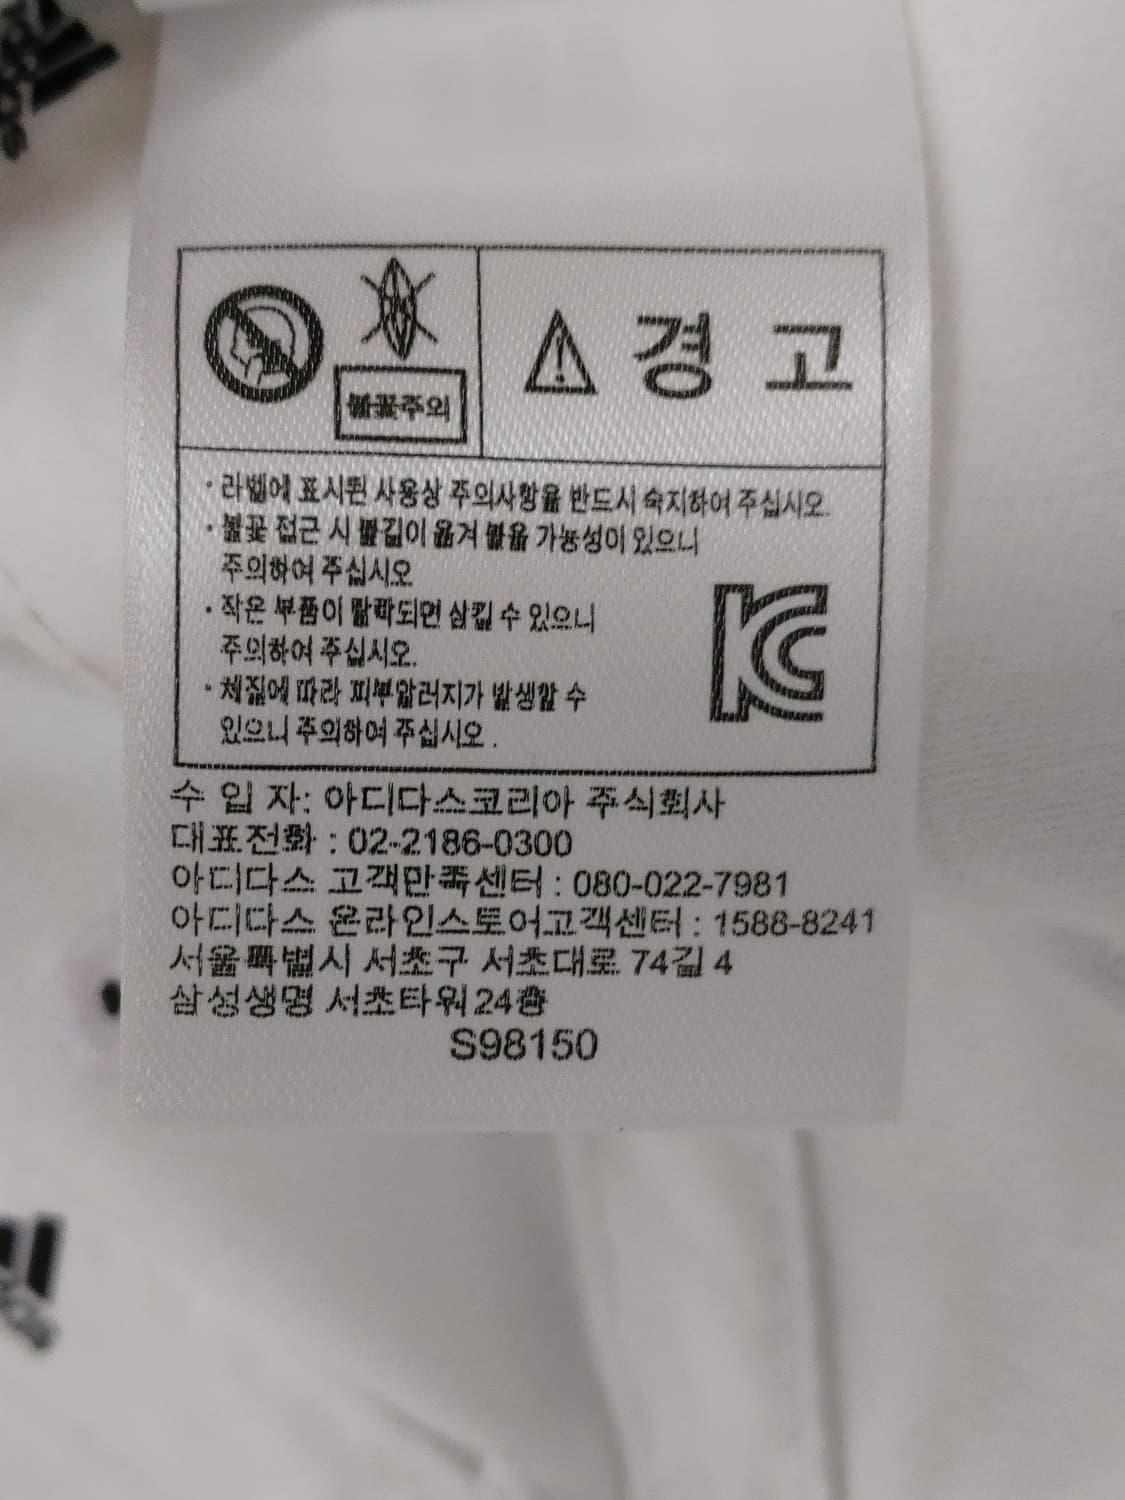 불꽃주의
경 고
· 라벨에 표시된 사용상 주의사항을 반드시 숙지하여 주십시오.
· 불꽃 접근 시 불길이 옮겨 붙을 가능성이 있으니
주의하여 주십시오
· 작은 부품이 탈락되면 삼킬 수 있으니
주의하여 주십시오.
· 체질에 따라 피부알러지가 발생할 수
있으니 주의하여 주십시오 .
수 입 자: 아디다스코리아 주식회사
대표전화 : 02-2186-0300
아디다스 고객만족센터 : 080-022-7981
아디다스 온라인스토어고객센터 : 1588-8241
서울특별시 서초구 서초대로 74길 4
삼성생명 서초타워 24층
S98150